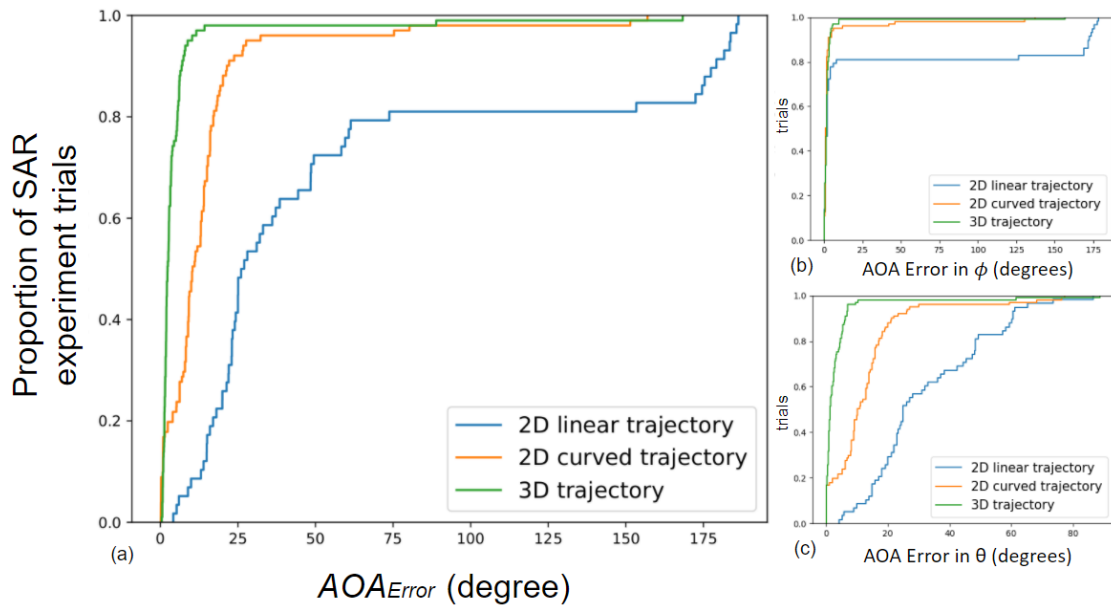 Proportion of SAR
experiment trials
1.0
0.8
0.6
0.4
0.2
0.0
0
25
50
75
100
125
150
175
2D linear trajectory
2D curved trajectory
3D trajectory
(a)
AOAError (degree)
trials
1.0
0.8
0.6
0.4
0.2
0.0
0
25
50
75
100
125
150
175
2D linear trajectory
2D curved trajectory
3D trajectory
(b)
AOA Error in ϕ (degrees)
trials
1.0
0.8
0.6
0.4
0.2
0.0
0
20
40
60
80
2D linear trajectory
2D curved trajectory
3D trajectory
(c)
AOA Error in θ (degrees)